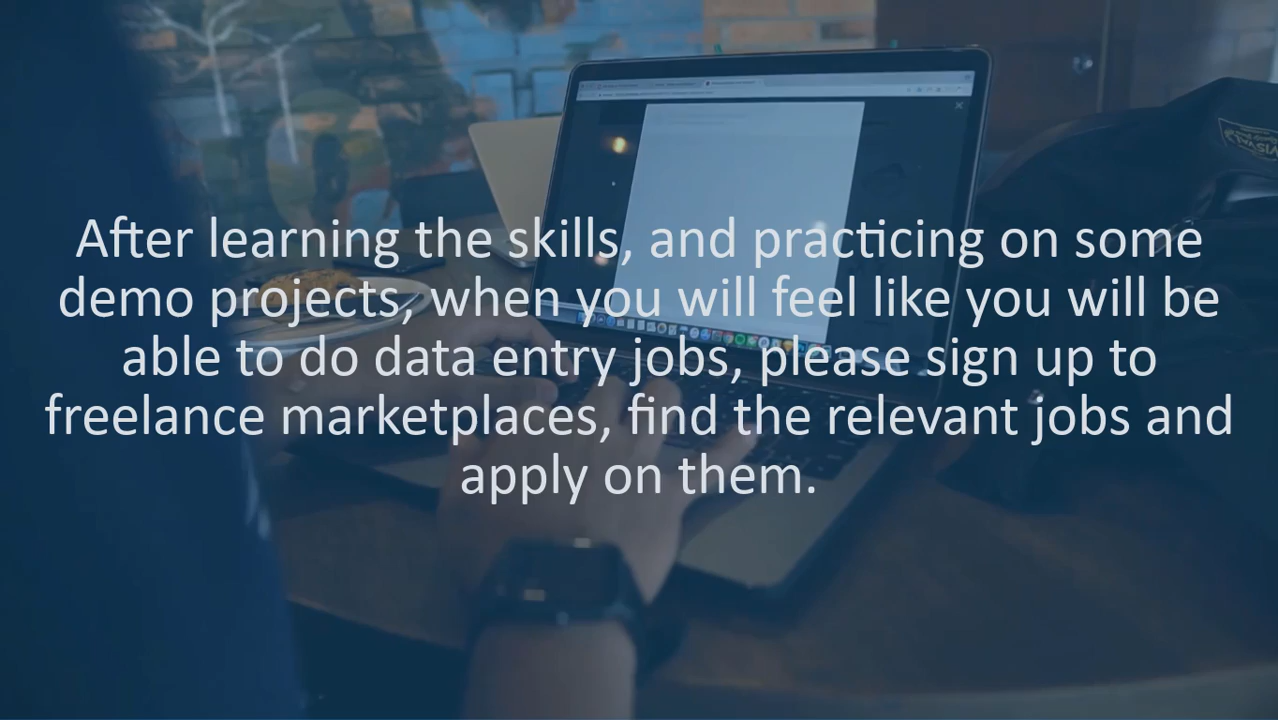 After learning the skills, and practicing on some
demo projects, when you will feel like you will be
able to do data entry jobs, please sign up to
freelance marketplaces, find the relevant jobs and
apply on them.